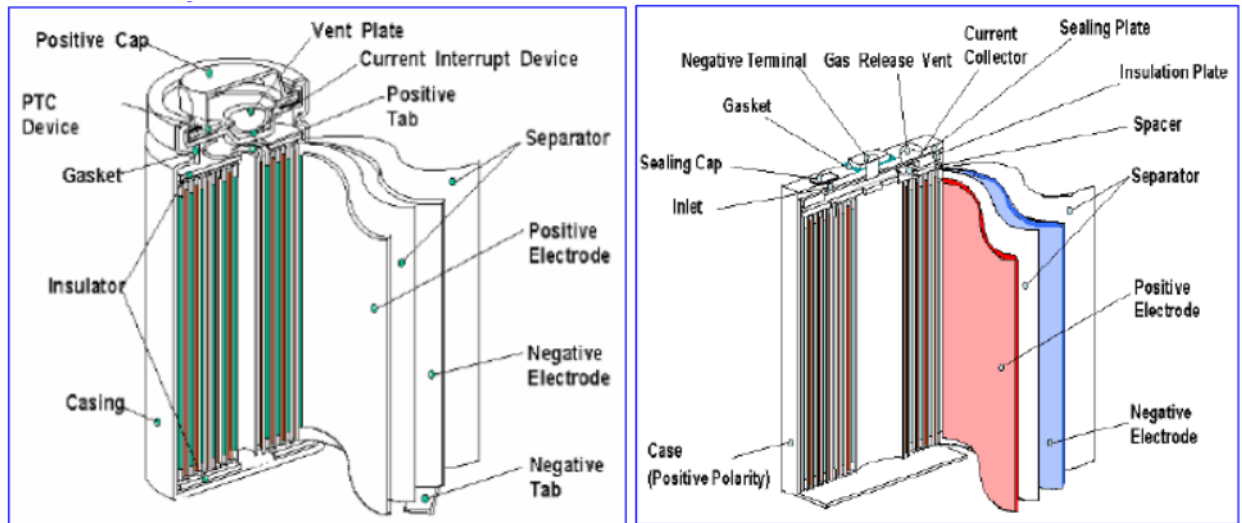 Positive Cap
Vent Plate
Current Interrupt Device
PTC
Device
Positive
Tab
Separator
Gasket
Positive
Electrode
Insulator
Negative
Electrode
Casing
Negative
Tab
Negative Terminal
Gas Release Vent
Current
Collector
Sealing Plate
Insulation Plate
Gasket
Spacer
Sealing Cap
Separator
Inlet
Positive
Electrode
Negative
Electrode
Case
(Positive Polarity)